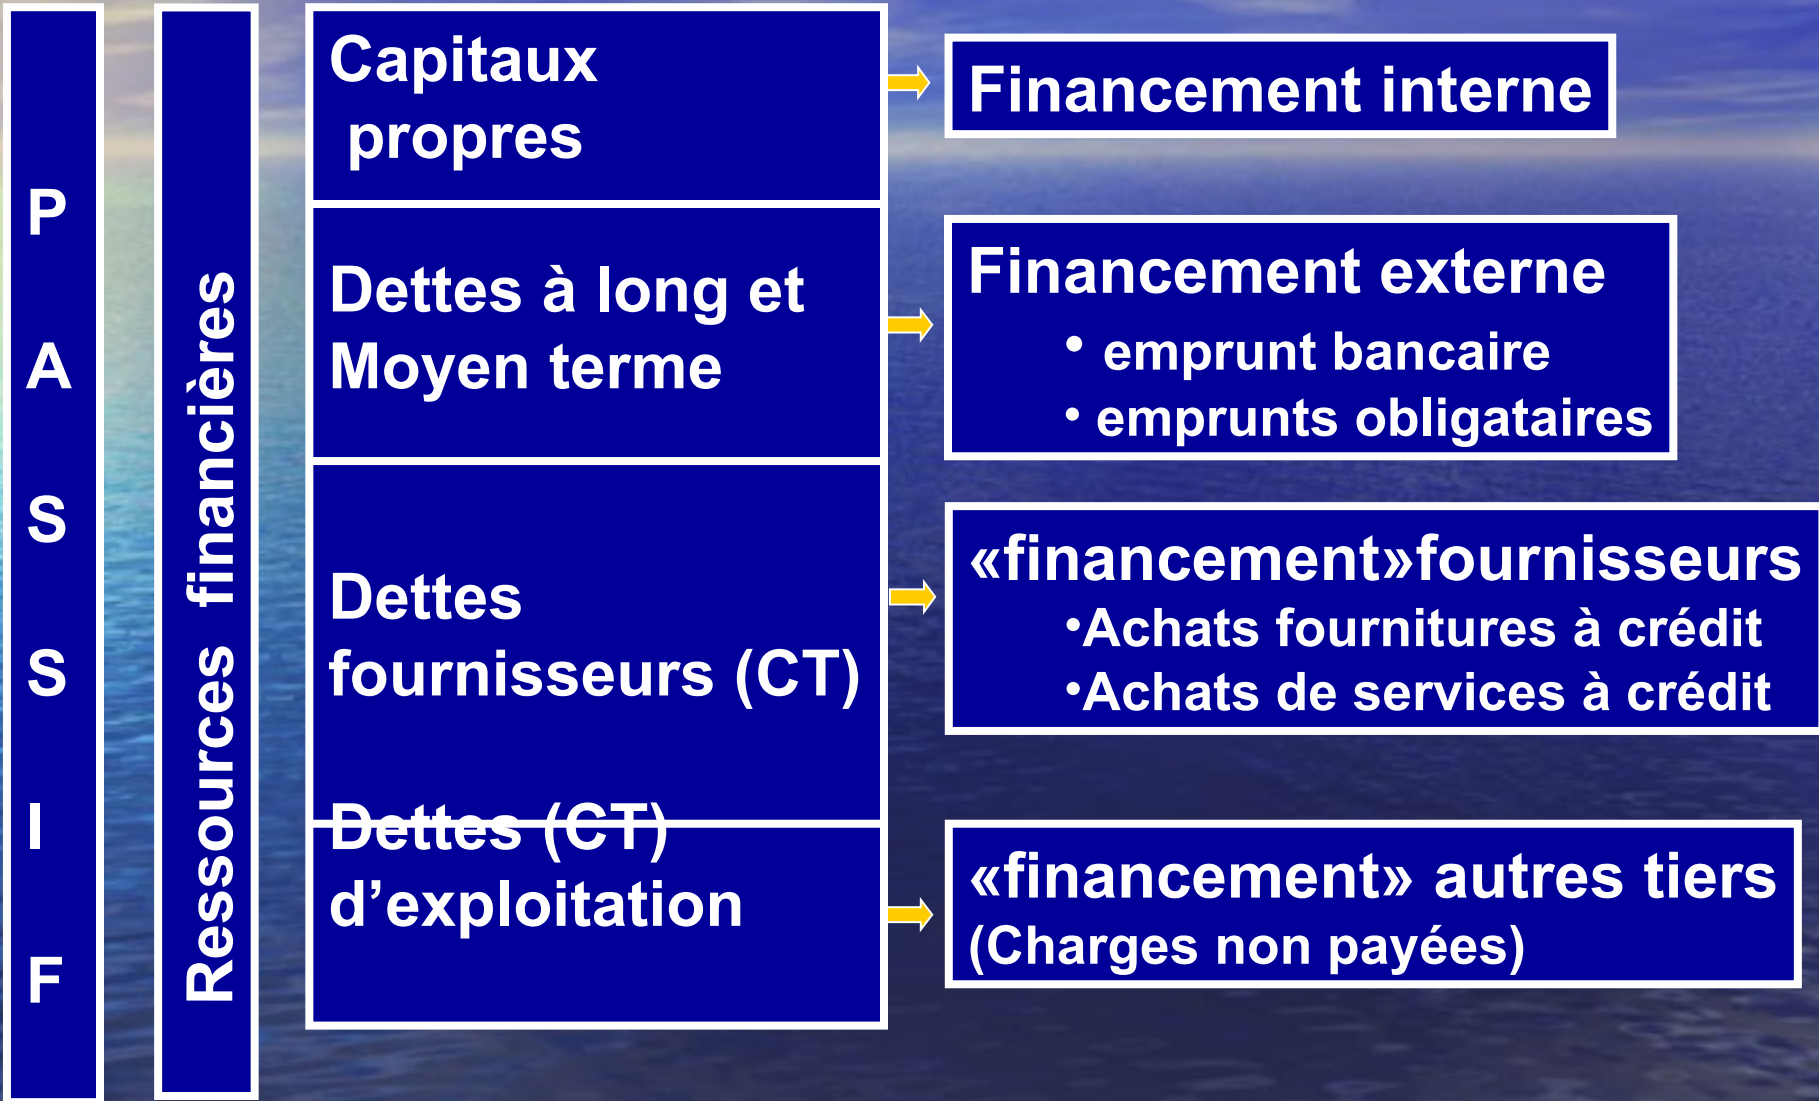 P
A
S
S
I
F
Ressources financières
Capitaux
propres
Financement interne
Dettes à long et
Moyen terme
Financement externe
• emprunt bancaire
• emprunts obligataires
Dettes
fournisseurs (CT)
«financement»fournisseurs
•Achats fournitures à crédit
•Achats de services à crédit
Dettes (CT)
d’exploitation
«financement» autres tiers
(Charges non payées)